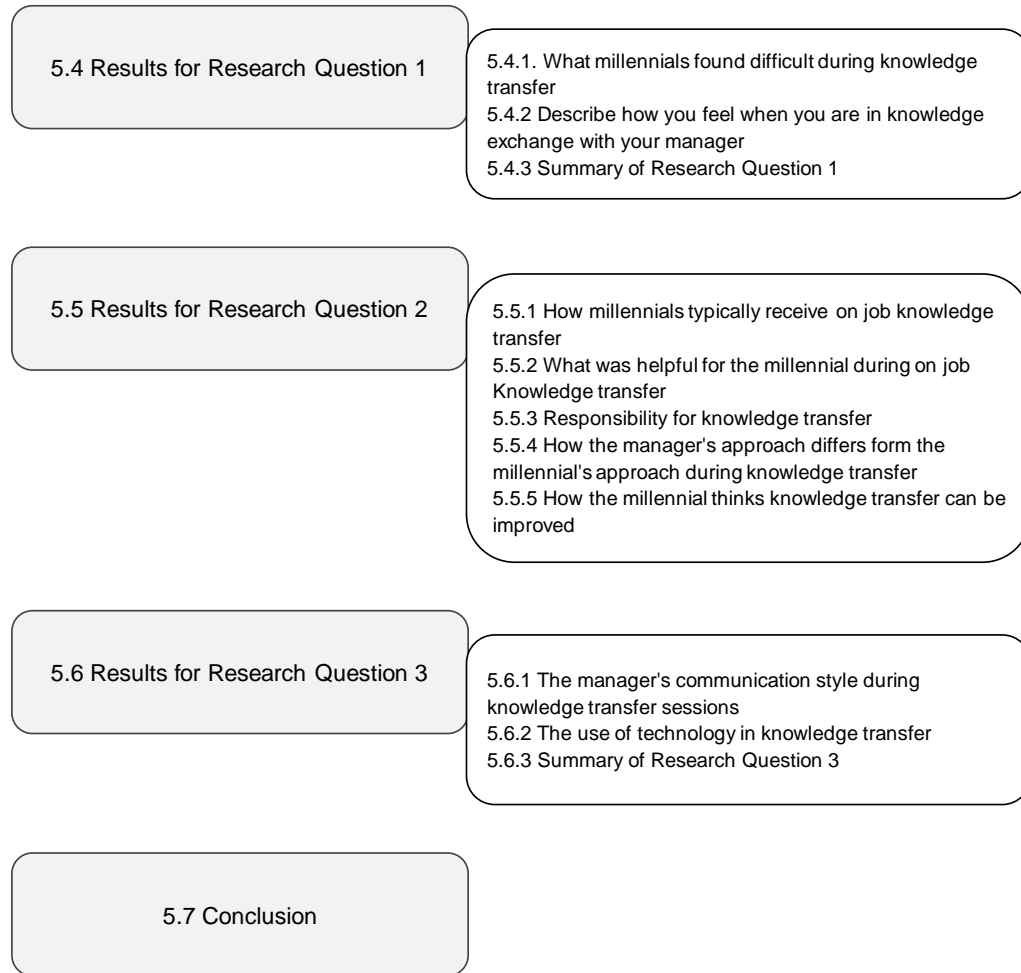 5.4 Results for Research Question 1
5.4.1. What millennials found difficult during knowledge
transfer
5.4.2 Describe how you feel when you are in knowledge
exchange with your manager
5.4.3 Summary of Research Question 1
5.5 Results for Research Question 2
5.5.1 How millennials typically receive on job knowledge
transfer
5.5.2 What was helpful for the millennial during on job
Knowledge transfer
5.5.3 Responsibility for knowledge transfer
5.5.4 How the manager's approach differs form the
millennial's approach during knowledge transfer
5.5.5 How the millennial thinks knowledge transfer can be
improved
5.6 Results for Research Question 3
5.6.1 The manager's communication style during
knowledge transfer sessions
5.6.2 The use of technology in knowledge transfer
5.6.3 Summary of Research Question 3
5.7 Conclusion